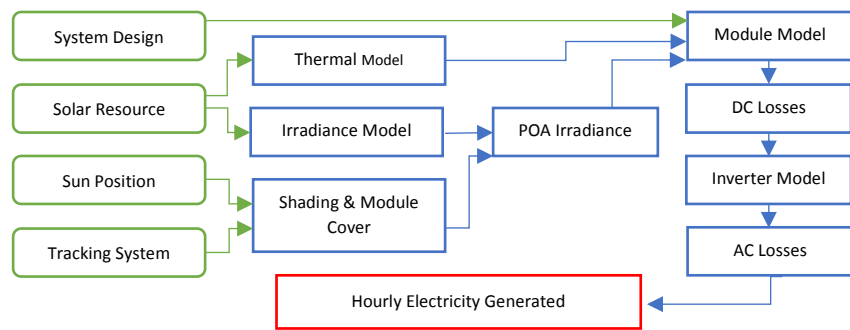 System Design
Module Model
Thermal Model
Solar Resource
DC Losses
Irradiance Model
POA Irradiance
Sun Position
Inverter Model
Shading & Module
Cover
Tracking System
AC Losses
Hourly Electricity Generated